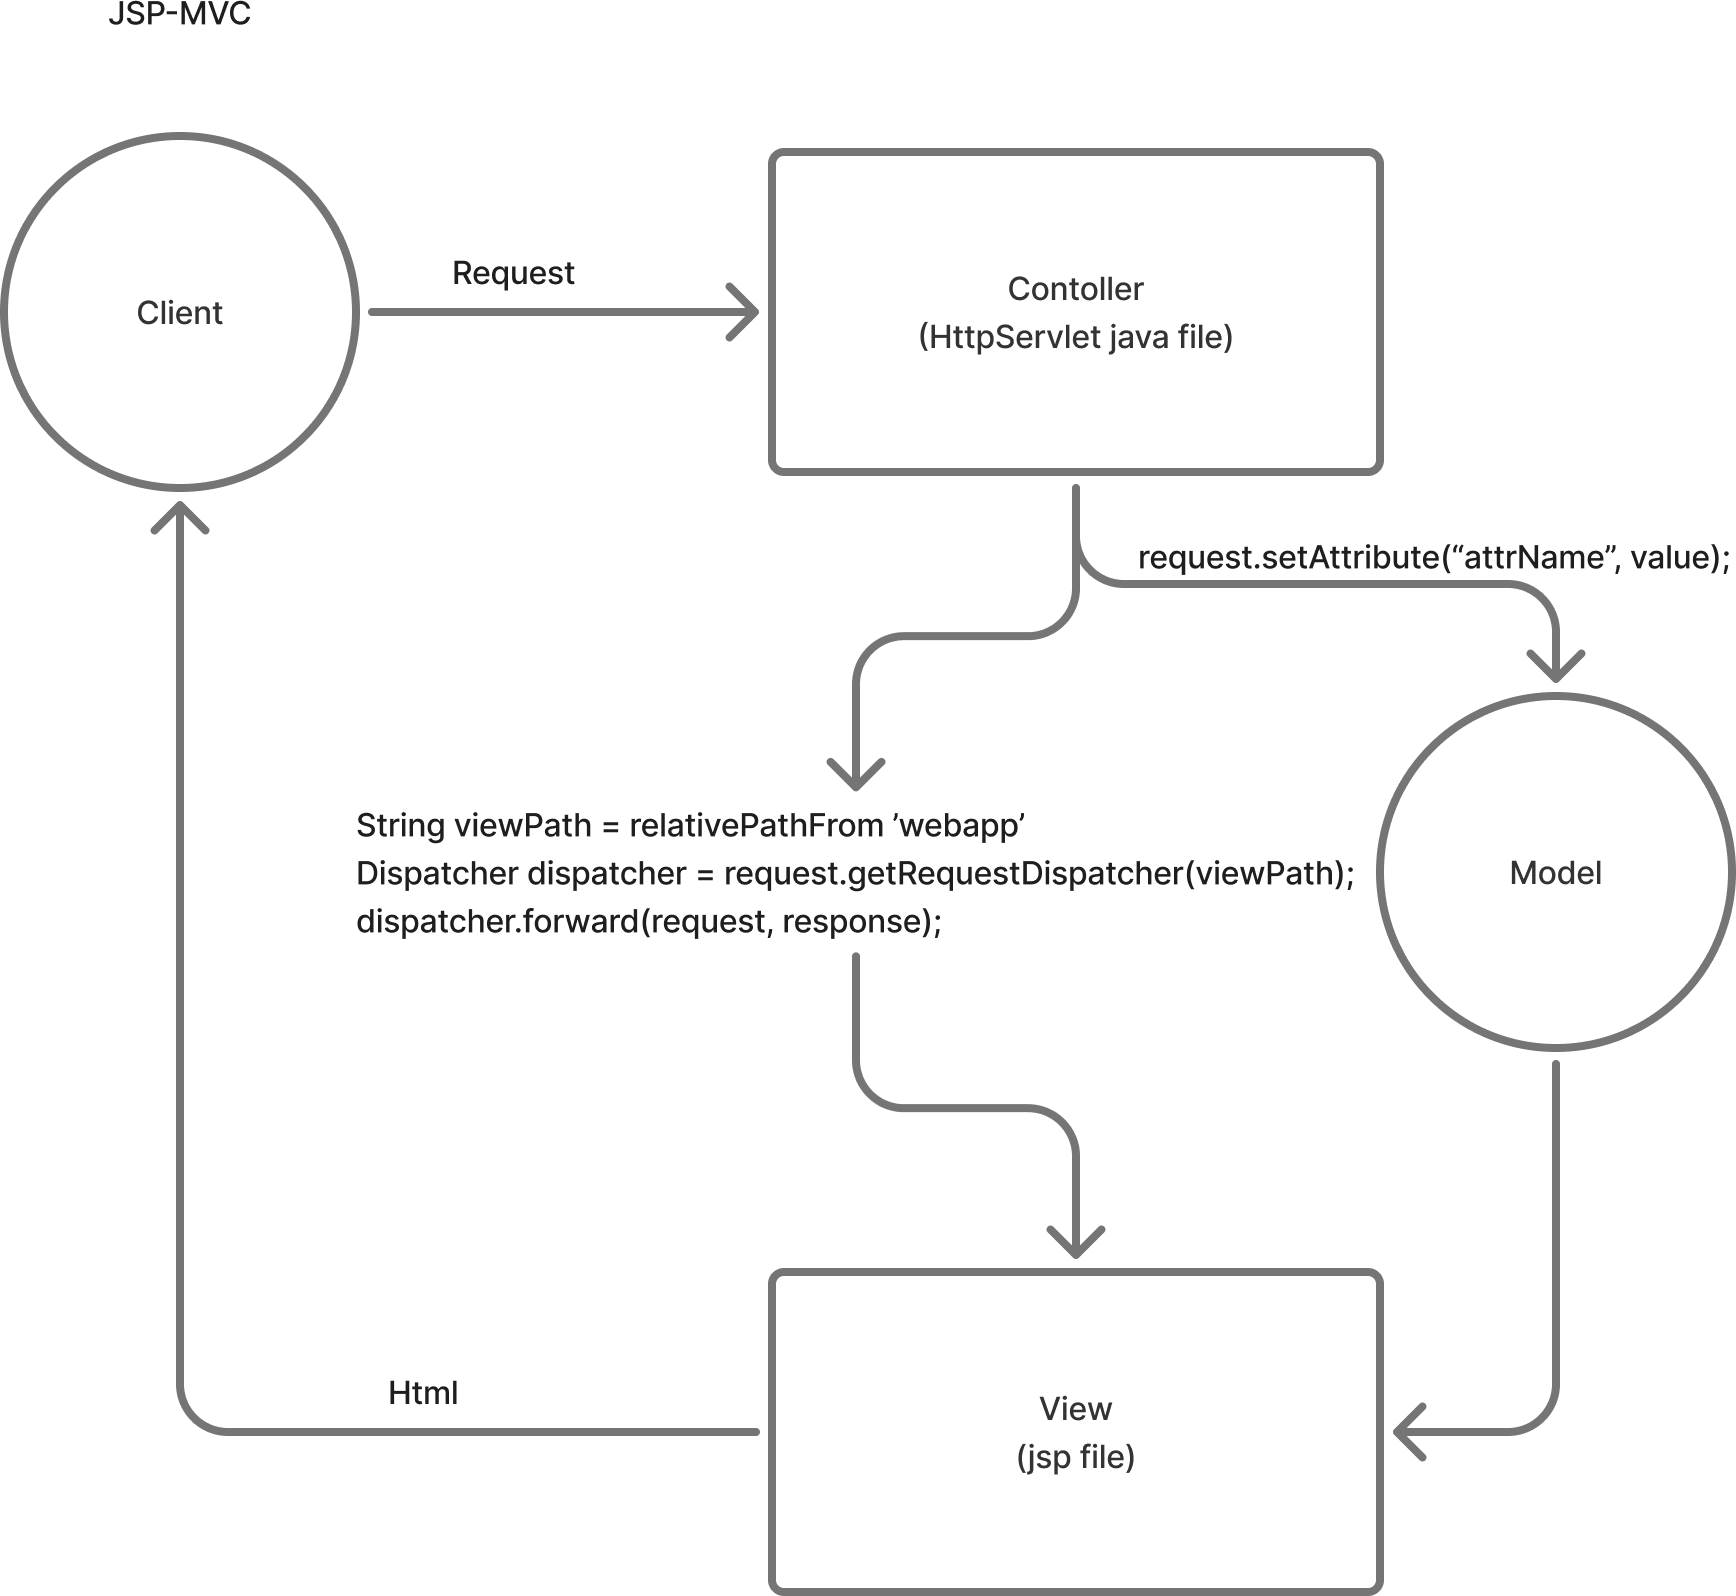 JSP-MVC
Request
Client
Contoller
(HttpServlet java file)
request.setAttribute(“attrName”, value);
String viewPath = relativePathFrom ’webapp’
Dispatcher dispatcher = request.getRequestDispatcher(viewPath);
dispatcher.forward(request, response);
Model
Html
View
(jsp file)